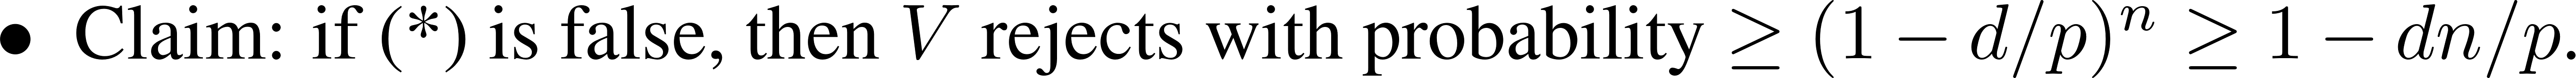 • Claim: if (*) is false, then V rejects with probability ≥ (1 − d/p)ⁿ ≥ 1 − dn/p.